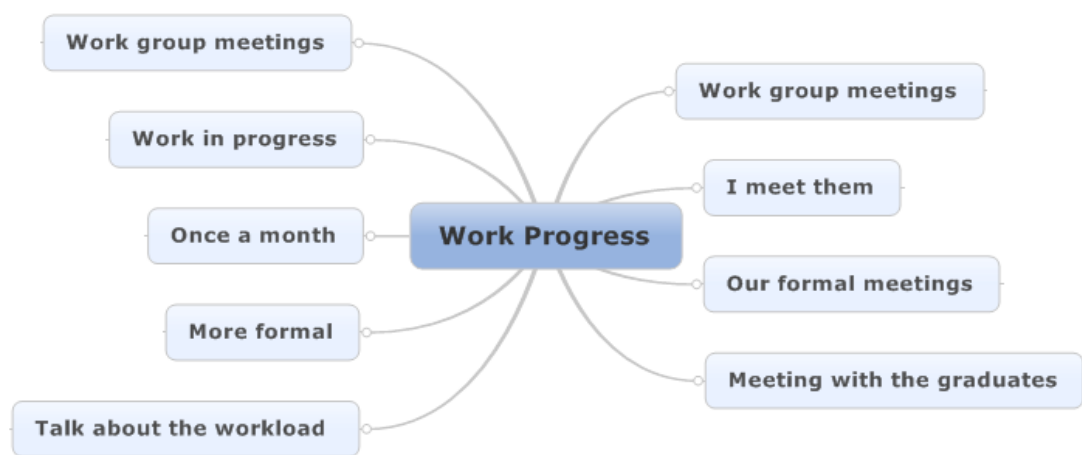 Work group meetings
Work in progress
Once a month
More formal
Talk about the workload
Work Progress
Work group meetings
I meet them
Our formal meetings
Meeting with the graduates